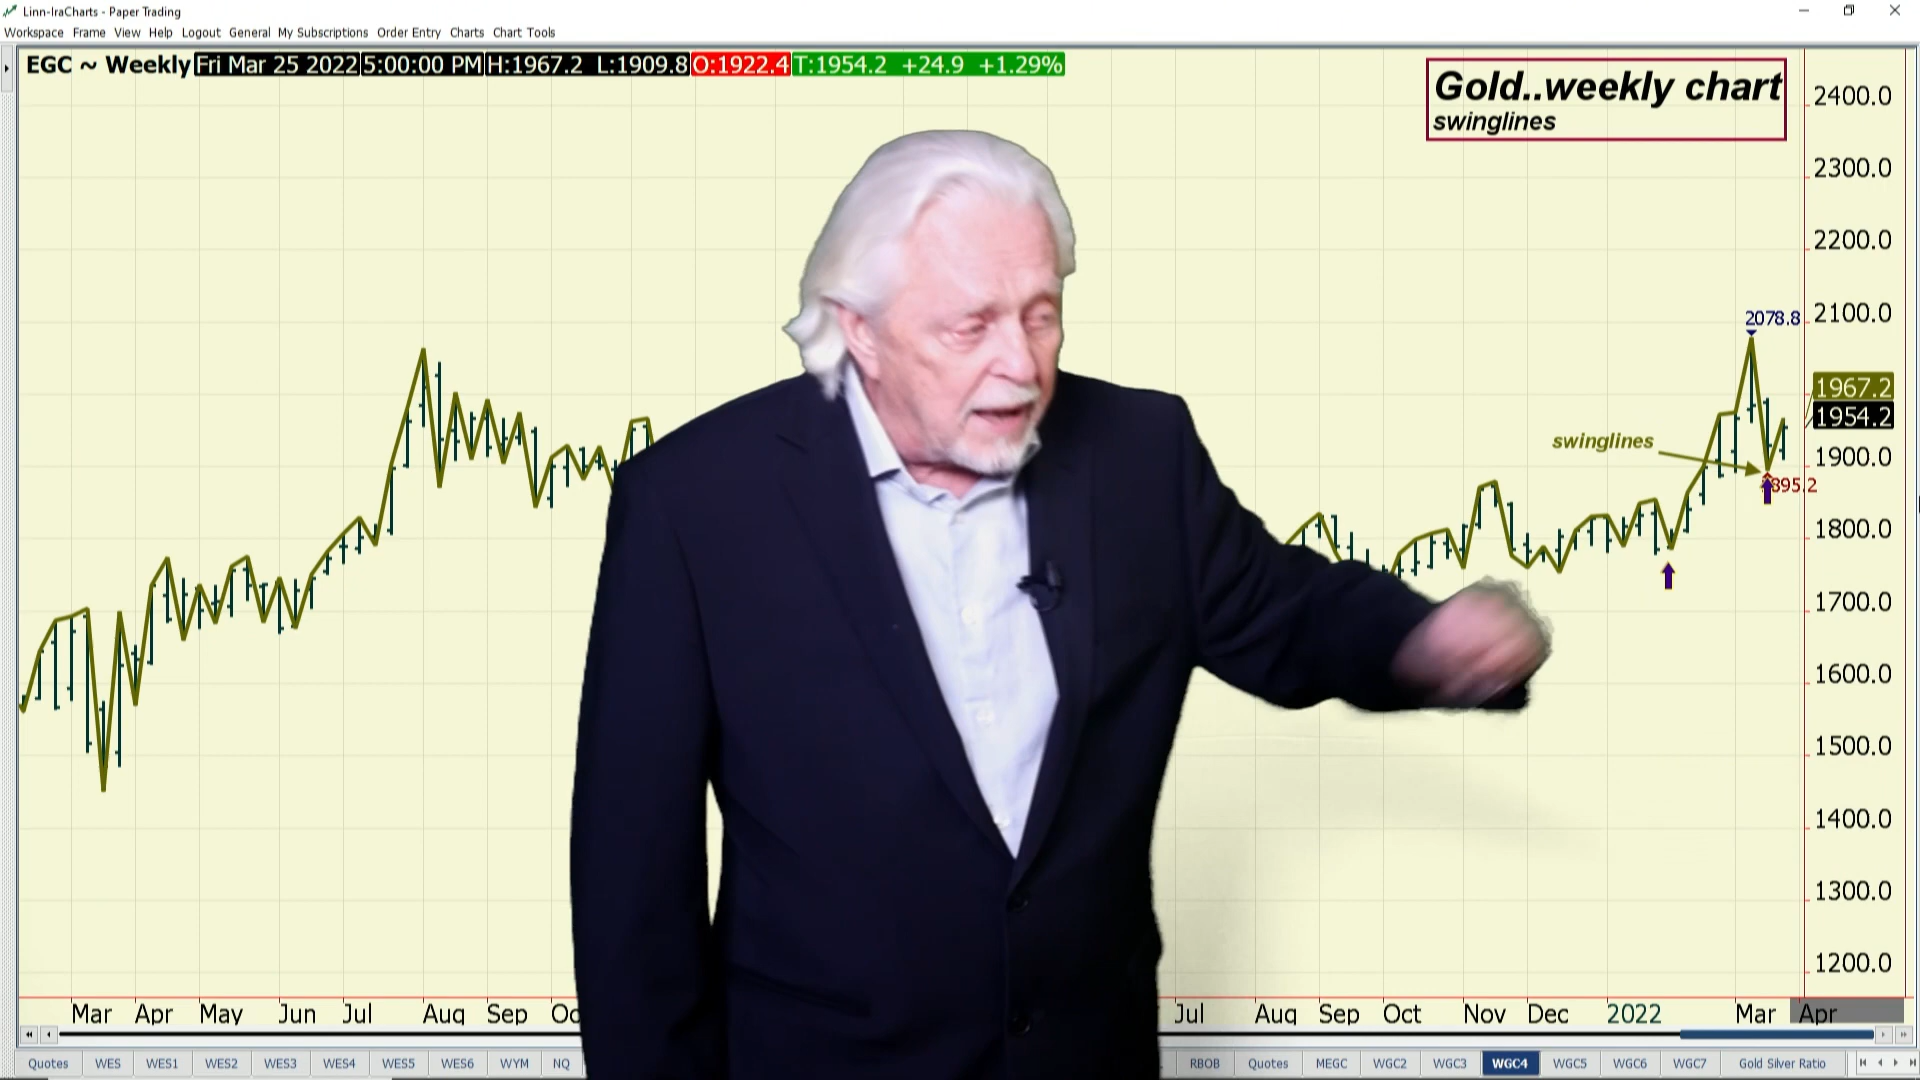 Linn-IraCharts - Paper Trading
Workspace Frame View Help Logout General My Subscriptions Order Entry Charts Chart Tools
EGC ~ Weekly Fri Mar 25 2022 5:00:00 PM H:1967.2 L:1909.8 O:1922.4 T:1954.2 +24.9 +1.29%
Gold..weekly chart
swinglines
2400.0
2300.0
2200.0
2100.0
2078.8
1967.2
1954.2
swinglines
1900.0
895.2
1800.0
1700.0
1600.0
1500.0
1400.0
1300.0
1200.0
Mar Apr May Jun Jul Aug Sep Oc Jul Aug Sep Oct Nov Dec 2022 Mar Apr
Quotes WES WES1 WES2 WES3 WES4 WES5 WES6 WYM NQ RBOB Quotes MEGC WGC2 WGC3 WGC4 WGC5 WGC6 WGC7 Gold Silver Ratio